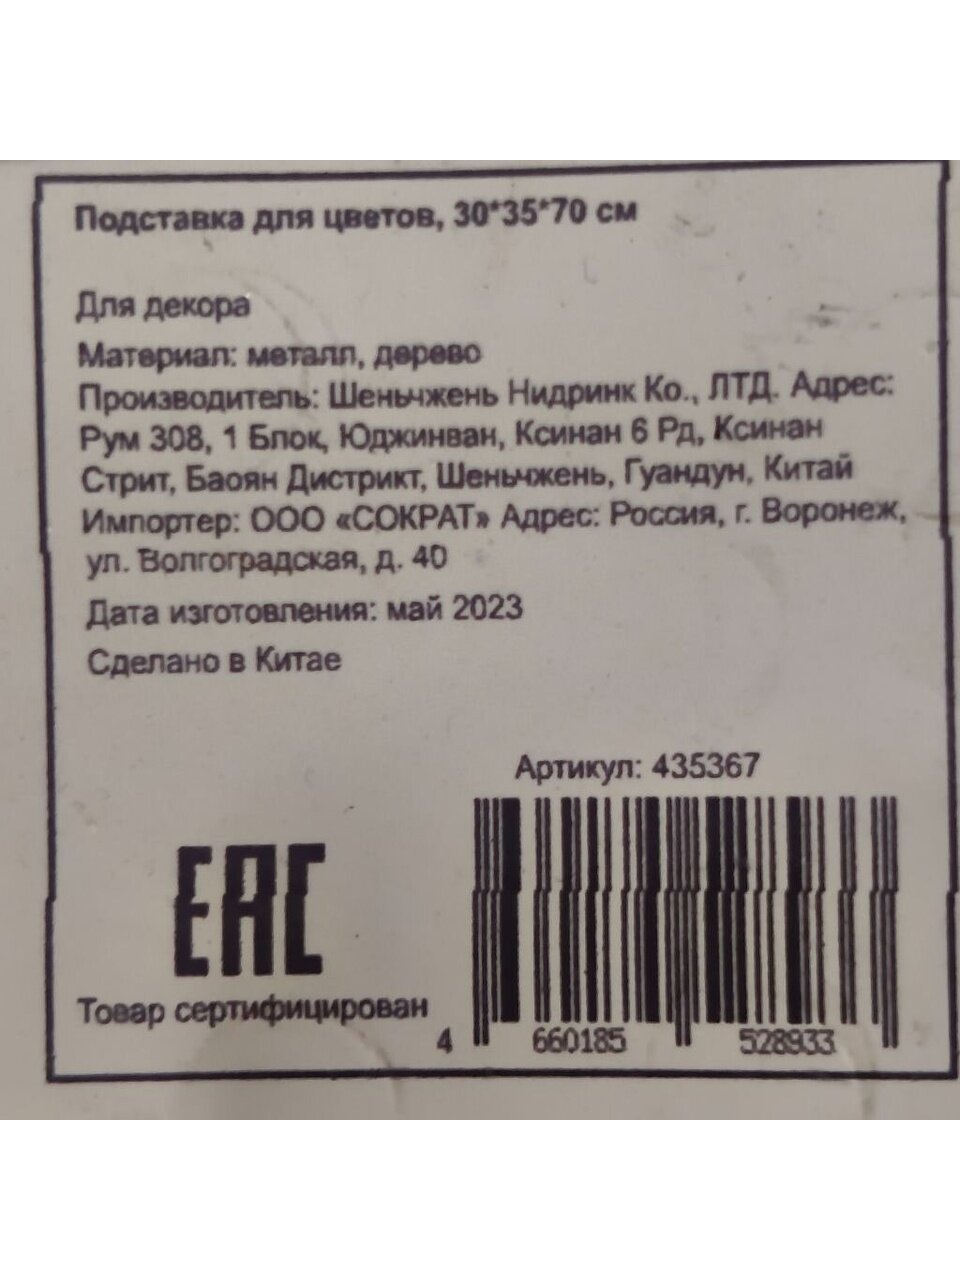 Подставка для цветов, 30*35*70 см
Для декора
Материал: металл, дерево
Производитель: Шеньчжень Нидринк Ко., ЛТД. Адрес:
Рум 308, 1 Блок, Юджинван, Ксинан 6 Рд, Ксинан
Стрит, Баоян Дистрикт, Шеньчжень, Гуандун, Китай
Импортер: ООО «СОКРАТ» Адрес: Россия, г. Воронеж,
ул. Волгоградская, д. 40
Дата изготовления: май 2023
Сделано в Китае
Артикул: 435367
EAC
Товар сертифицирован
4 660185 528933